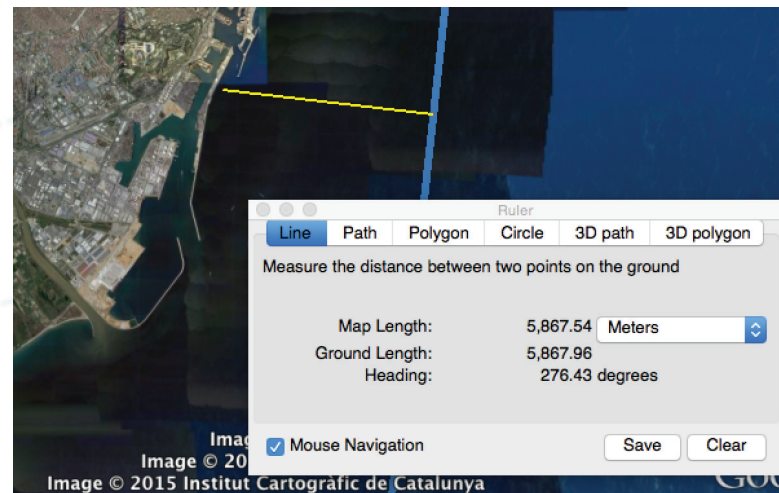 Ruler
Line Path Polygon Circle 3D path 3D polygon
Measure the distance between two points on the ground
Map Length: 5,867.54 Meters
Ground Length: 5,867.96
Heading: 276.43 degrees
Mouse Navigation Save Clear
Image © 20
Image © 2015 Institut Cartogràfic de Catalunya